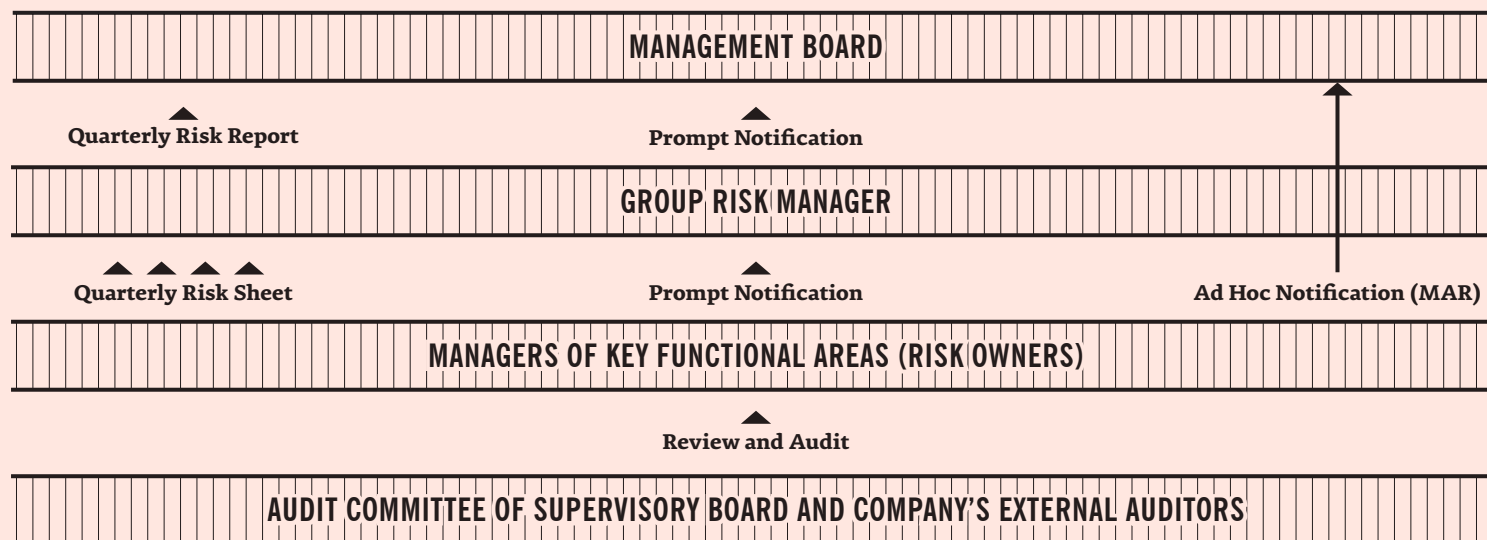 MANAGEMENT BOARD
Quarterly Risk Report
Prompt Notification
GROUP RISK MANAGER
Quarterly Risk Sheet
Prompt Notification
Ad Hoc Notification (MAR)
MANAGERS OF KEY FUNCTIONAL AREAS (RISK OWNERS)
Review and Audit
AUDIT COMMITTEE OF SUPERVISORY BOARD AND COMPANY’S EXTERNAL AUDITORS